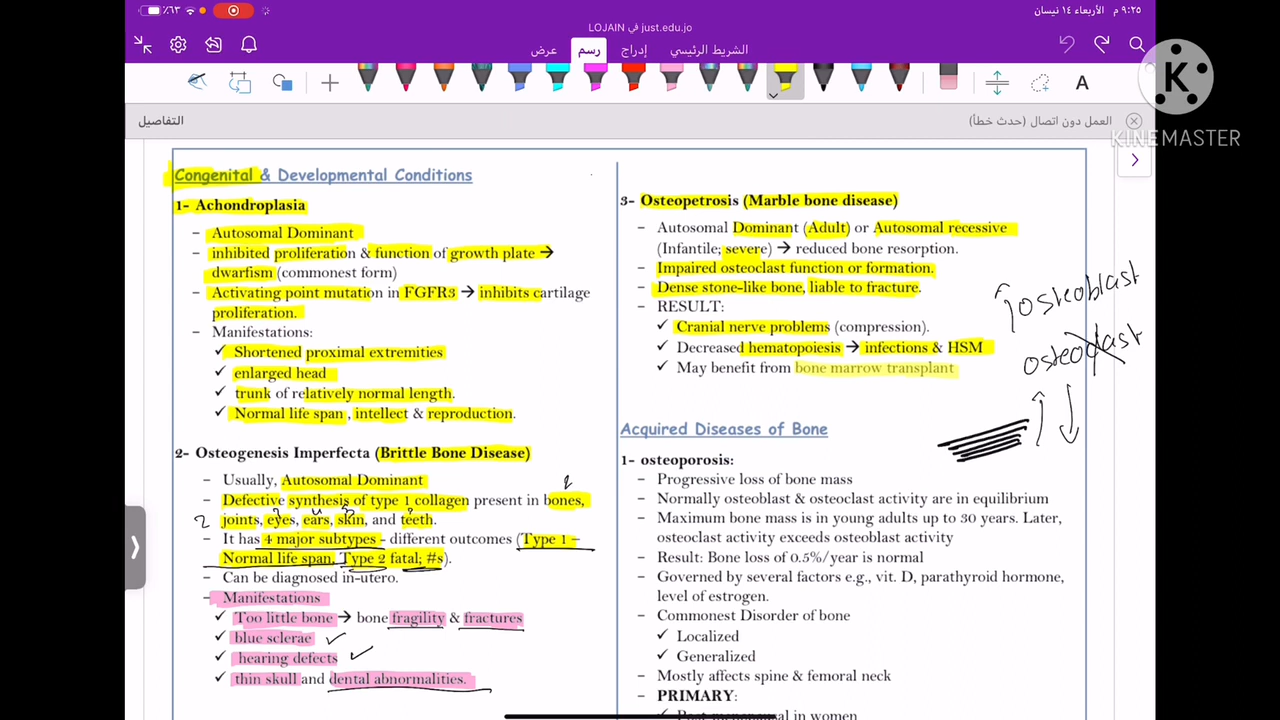 ٩:٢٥ م الأربعاء ١٤ نيسان
٪٦٣
LOJAIN في just.edu.jo
الشريط الرئيسي إدراج رسم عرض
A
العمل دون اتصال (حدث خطأ)
التفاصيل
K
KINEMASTER
Congenital & Developmental Conditions
1- Achondroplasia
– Autosomal Dominant
– inhibited proliferation & function of growth plate →
dwarfism (commonest form)
– Activating point mutation in FGFR3 → inhibits cartilage
proliferation.
– Manifestations:
✓ Shortened proximal extremities
✓ enlarged head
✓ trunk of relatively normal length.
✓ Normal life span , intellect & reproduction.
2- Osteogenesis Imperfecta (Brittle Bone Disease)
– Usually, Autosomal Dominant
– Defective synthesis of type 1 collagen present in bones,
joints, eyes, ears, skin, and teeth.
– It has 4 major subtypes – different outcomes (Type 1 –
Normal life span, Type 2 fatal; #s).
– Can be diagnosed in-utero.
– Manifestations
✓ Too little bone → bone fragility & fractures
✓ blue sclerae
✓ hearing defects
✓ thin skull and dental abnormalities.
3- Osteopetrosis (Marble bone disease)
– Autosomal Dominant (Adult) or Autosomal recessive
(Infantile; severe) → reduced bone resorption.
– Impaired osteoclast function or formation.
– Dense stone-like bone, liable to fracture.
– RESULT:
✓ Cranial nerve problems (compression).
✓ Decreased hematopoiesis → infections & HSM
✓ May benefit from bone marrow transplant
↑ osteoblast
osteoclast
↑ ↓
Acquired Diseases of Bone
1- osteoporosis:
– Progressive loss of bone mass
– Normally osteoblast & osteoclast activity are in equilibrium
– Maximum bone mass is in young adults up to 30 years. Later,
osteoclast activity exceeds osteoblast activity
– Result: Bone loss of 0.5%/year is normal
– Governed by several factors e.g., vit. D, parathyroid hormone,
level of estrogen.
– Commonest Disorder of bone
✓ Localized
✓ Generalized
– Mostly affects spine & femoral neck
– PRIMARY:
✓ Post-menopausal in women